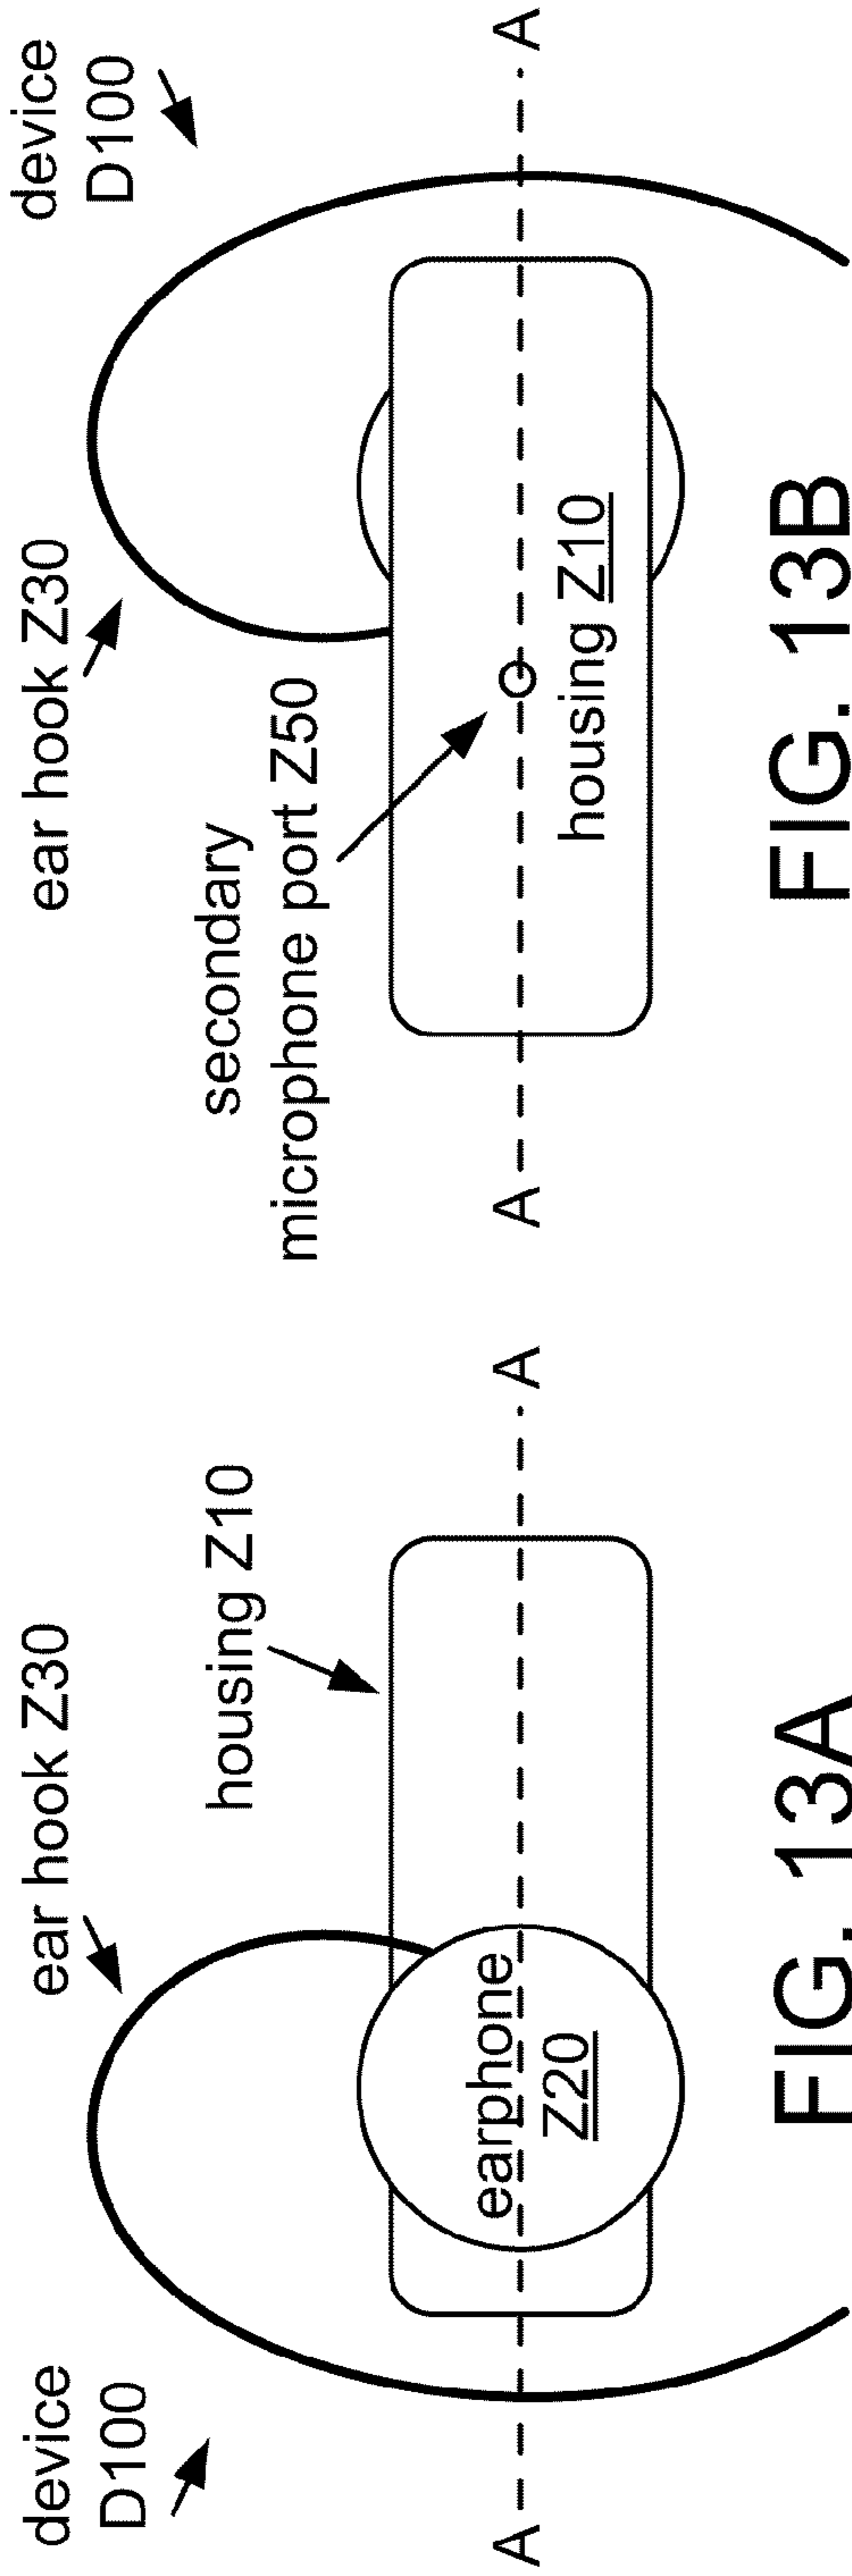 device
D100
ear hook Z30
housing Z10
earphone
Z20
A
A
FIG. 13A
ear hook Z30
device
D100
secondary
microphone port Z50
housing Z10
A
A
FIG. 13B